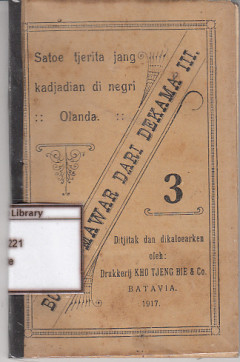 Satoe tjerita jang
kadjadian di negri
:: Olanda. ::
MAWAR DARI DEKAMA III.
3
Library
221
Ditjitak dan dikaloearken
oleh:
Drukkerij KHO TJENG BIE & Co.
BATAVIA.
1917.